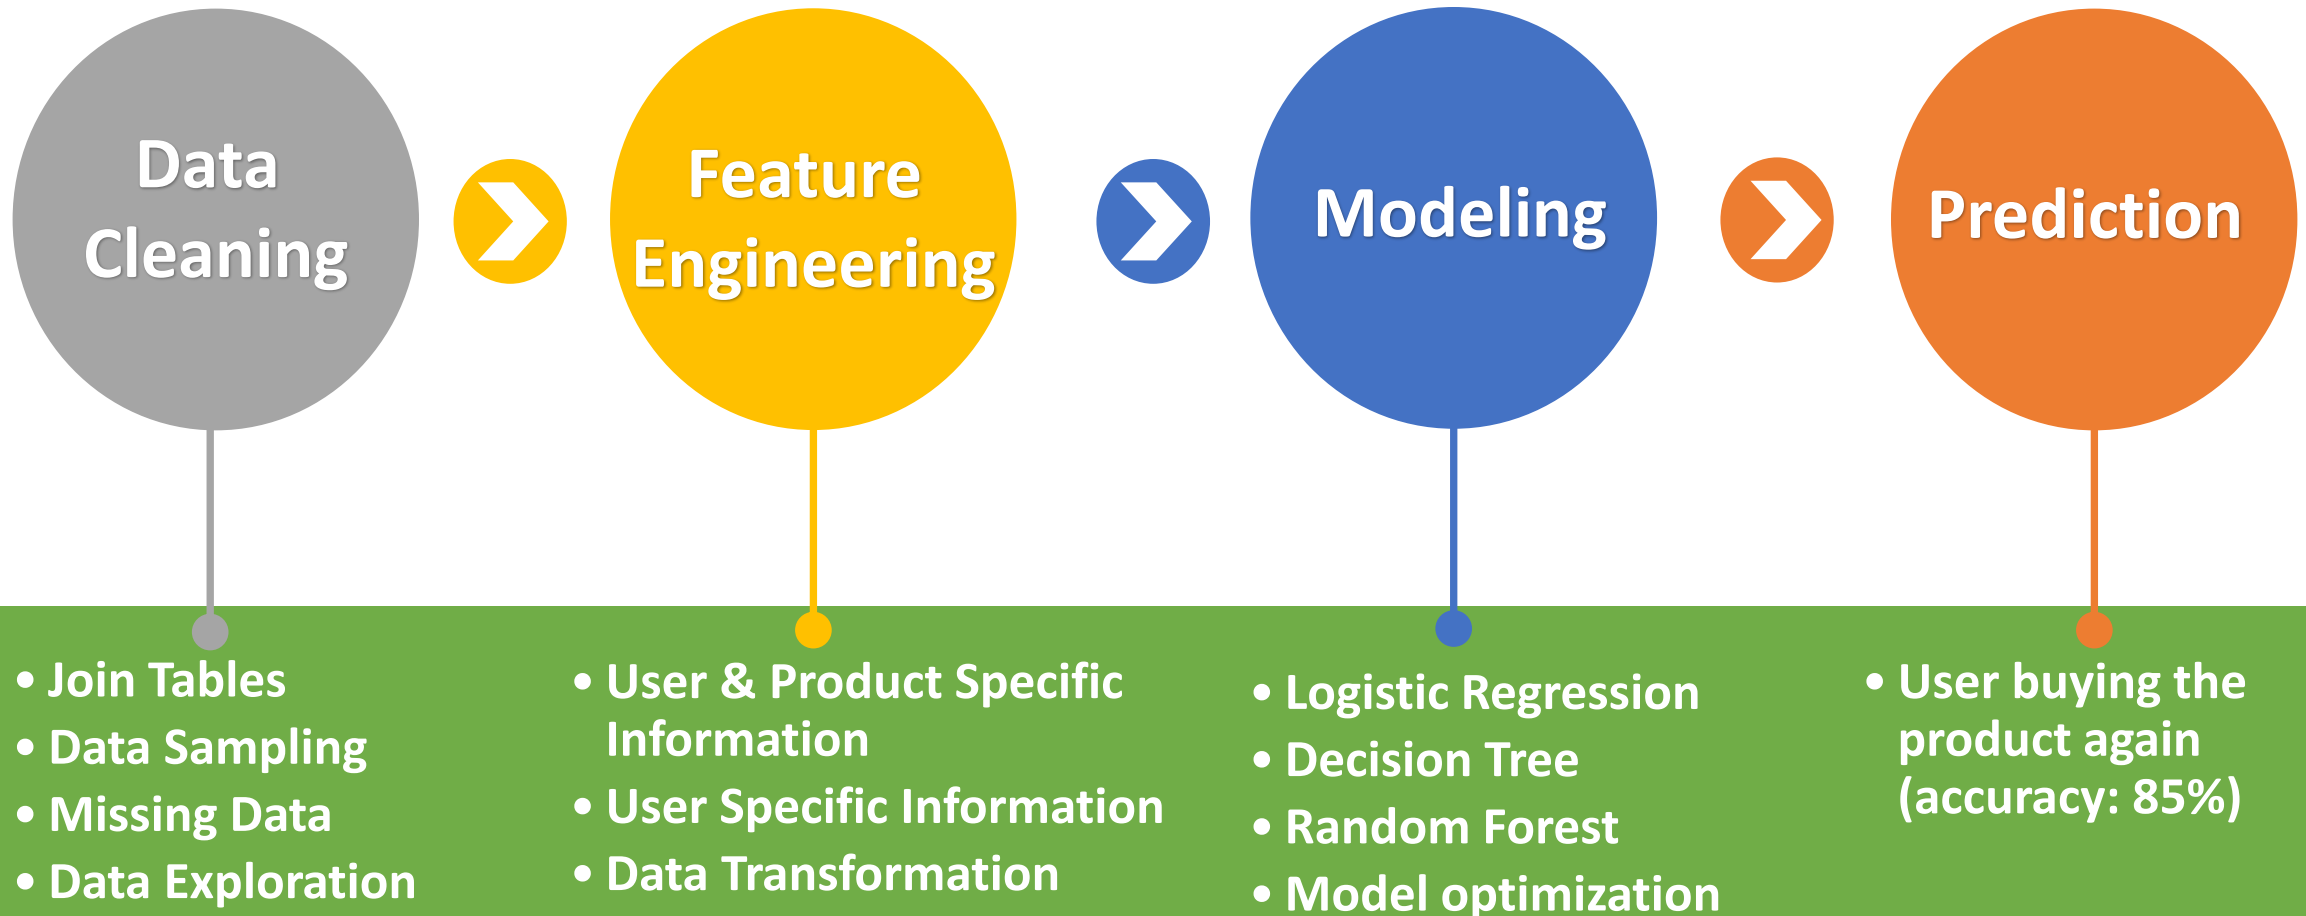 Data
Cleaning
Feature
Engineering
Modeling
Prediction
• Join Tables
• Data Sampling
• Missing Data
• Data Exploration
• User & Product Specific
Information
• User Specific Information
• Data Transformation
• Logistic Regression
• Decision Tree
• Random Forest
• Model optimization
• User buying the
product again
(accuracy: 85%)